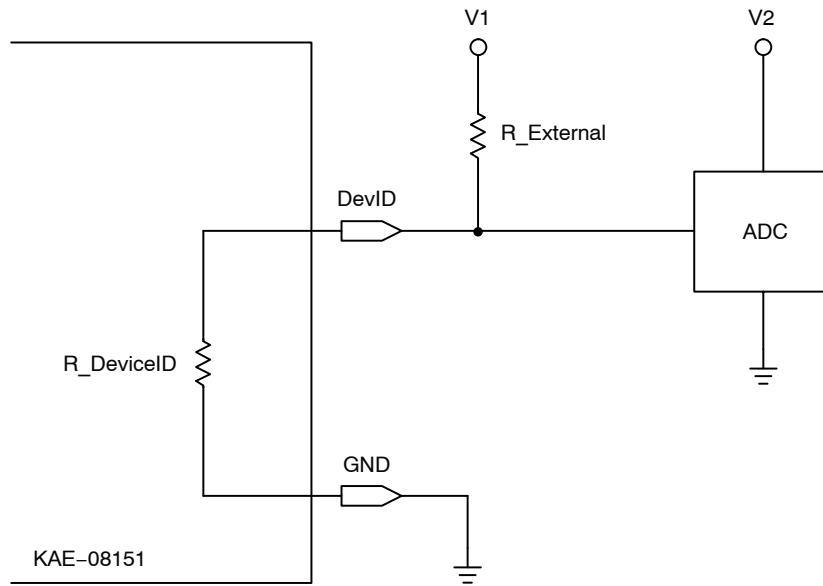 V1
V2
R_External
DevID
ADC
R_DeviceID
GND
KAE−08151